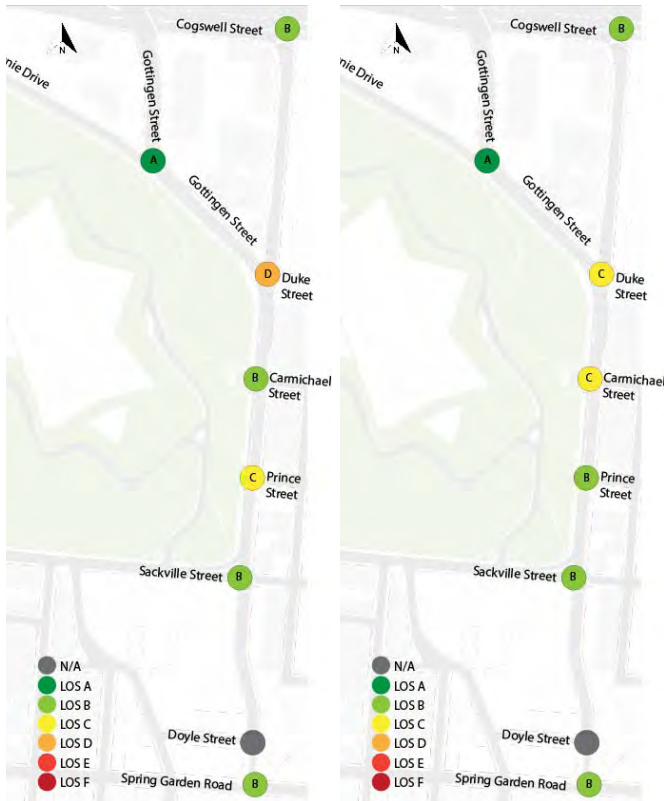 Cogswell Street
B
N
nie Drive
Gottingen Street
A
Gottingen Street
D
Duke
Street
B
Carmichael
Street
C
Prince
Street
Sackville Street
B
N/A
LOS A
LOS B
LOS C
LOS D
LOS E
LOS F
Doyle Street
Spring Garden Road
B
Cogswell Street
B
N
nie Drive
Gottingen Street
A
Gottingen Street
C
Duke
Street
C
Carmichael
Street
B
Prince
Street
Sackville Street
B
N/A
LOS A
LOS B
LOS C
LOS D
LOS E
LOS F
Doyle Street
Spring Garden Road
B